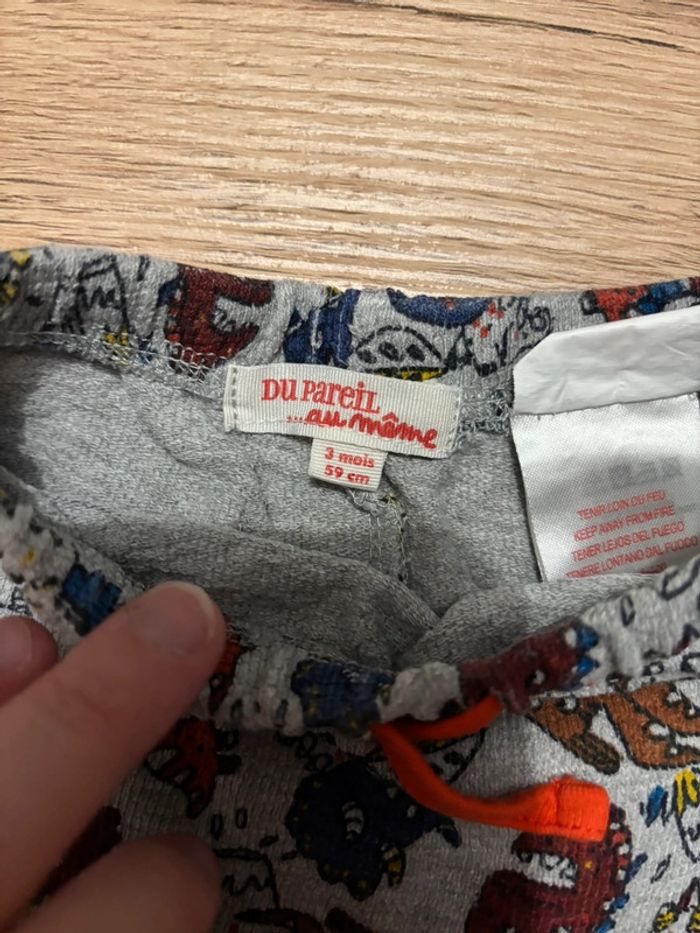 DU PAREIL
...au même
3 mois
59 cm
TENIR LOIN DU FEU
KEEP AWAY FROM FIRE
TENER LEJOS DEL FUEGO
TENERE LONTANO DAL FUOCO